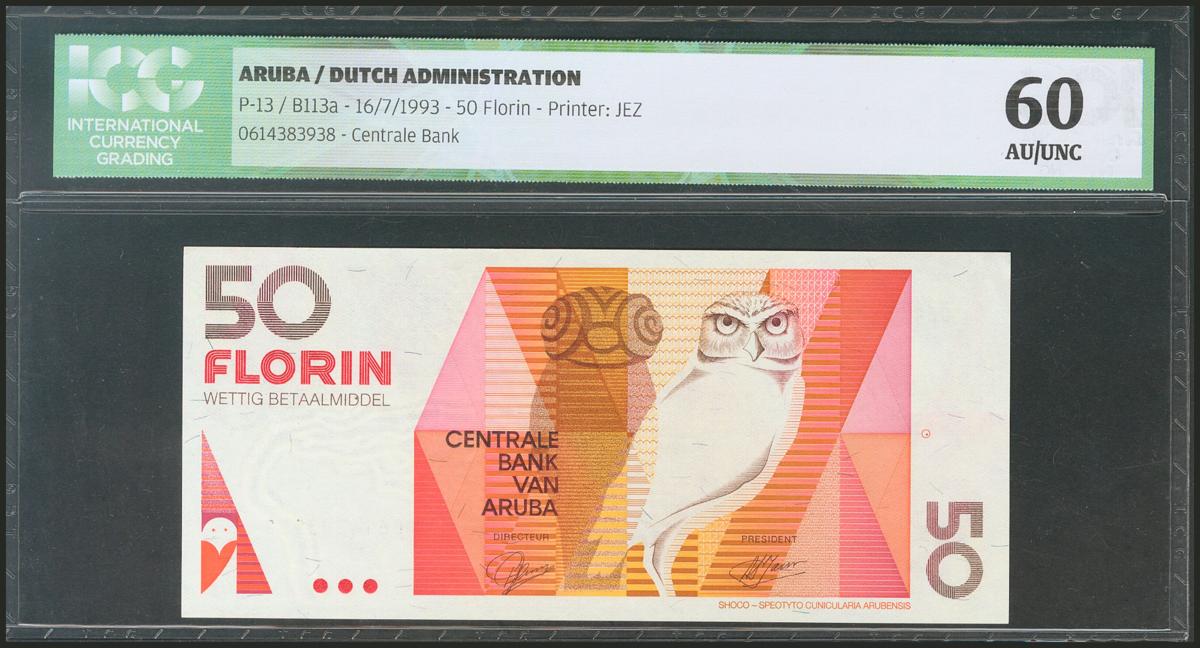 ICG
INTERNATIONAL
CURRENCY
GRADING
ARUBA / DUTCH ADMINISTRATION
P-13 / B113a - 16/7/1993 - 50 Florin - Printer: JEZ
0614383938 - Centrale Bank
60
AU/UNC
50
FLORIN
WETTIG BETAALMIDDEL
CENTRALE
BANK
VAN
ARUBA
DIRECTEUR
PRESIDENT
50
SHOCO ~ SPEOTYTO CUNICULARIA ARUBENSIS